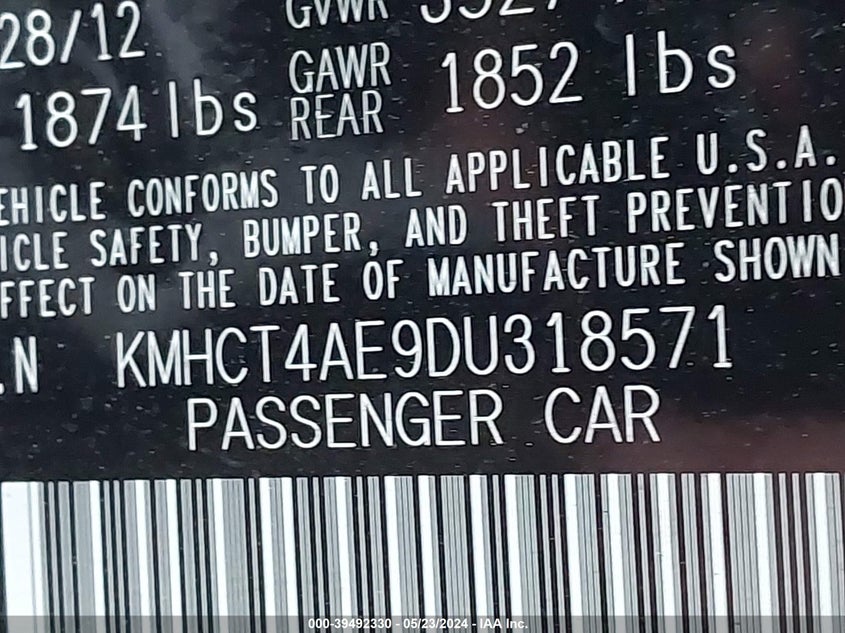 28/12 GVWR
1874 lbs GAWR REAR 1852 lbs
EHICLE CONFORMS TO ALL APPLICABLE U.S.A.
ICLE SAFETY, BUMPER, AND THEFT PREVENTIO
FFECT ON THE DATE OF MANUFACTURE SHOWN
.N KMHCT4AE9DU318571
PASSENGER CAR
000-39492330 - 05/23/2024 - IAA Inc.